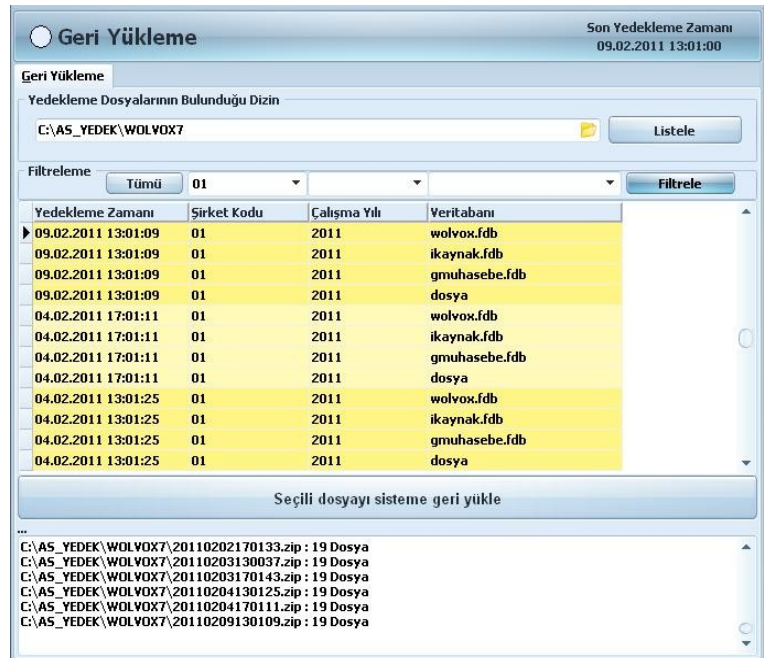 Geri Yükleme
Son Yedekleme Zamanı
09.02.2011 13:01:00
Geri Yükleme
Yedekleme Dosyalarının Bulunduğu Dizin
C:\AS_YEDEK\WOLVOX7 Listele
Filtreleme
Tümü 01 Filtrele
Yedekleme Zamanı Şirket Kodu Çalışma Yılı Veritabanı
09.02.2011 13:01:09 01 2011 wolvox.fdb
09.02.2011 13:01:09 01 2011 ikaynak.fdb
09.02.2011 13:01:09 01 2011 gmuhasebe.fdb
09.02.2011 13:01:09 01 2011 dosya
04.02.2011 17:01:11 01 2011 wolvox.fdb
04.02.2011 17:01:11 01 2011 ikaynak.fdb
04.02.2011 17:01:11 01 2011 gmuhasebe.fdb
04.02.2011 17:01:11 01 2011 dosya
04.02.2011 13:01:25 01 2011 wolvox.fdb
04.02.2011 13:01:25 01 2011 ikaynak.fdb
04.02.2011 13:01:25 01 2011 gmuhasebe.fdb
04.02.2011 13:01:25 01 2011 dosya
Seçili dosyayı sisteme geri yükle
...
C:\AS_YEDEK\WOLVOX7\20110202170133.zip : 19 Dosya
C:\AS_YEDEK\WOLVOX7\20110203130037.zip : 19 Dosya
C:\AS_YEDEK\WOLVOX7\20110203170143.zip : 19 Dosya
C:\AS_YEDEK\WOLVOX7\20110204130125.zip : 19 Dosya
C:\AS_YEDEK\WOLVOX7\20110204170111.zip : 19 Dosya
C:\AS_YEDEK\WOLVOX7\20110209130109.zip : 19 Dosya